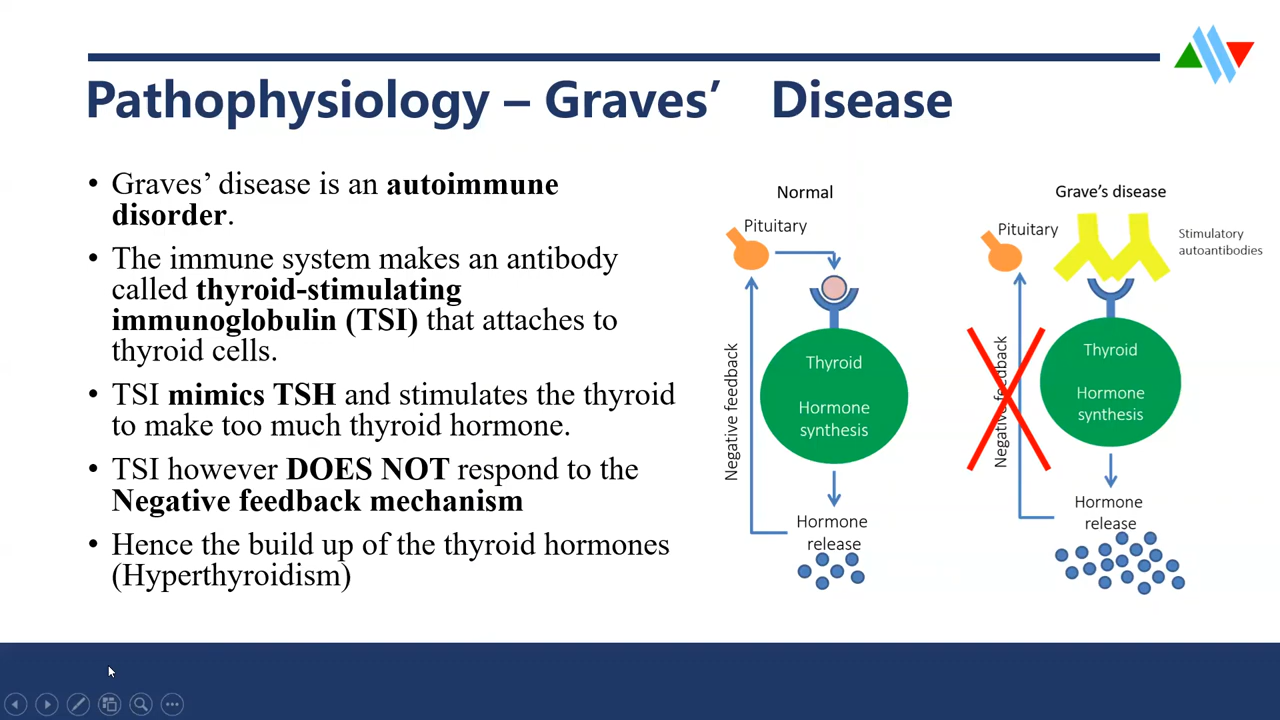 Pathophysiology – Graves’ Disease
• Graves’ disease is an autoimmune
disorder.
• The immune system makes an antibody
called thyroid-stimulating
immunoglobulin (TSI) that attaches to
thyroid cells.
• TSI mimics TSH and stimulates the thyroid
to make too much thyroid hormone.
• TSI however DOES NOT respond to the
Negative feedback mechanism
• Hence the build up of the thyroid hormones
(Hyperthyroidism)
Normal
Pituitary
Negative feedback
Thyroid
Hormone
synthesis
Hormone
release
Grave’s disease
Pituitary
Stimulatory
autoantibodies
Negative feedback
Thyroid
Hormone
synthesis
Hormone
release